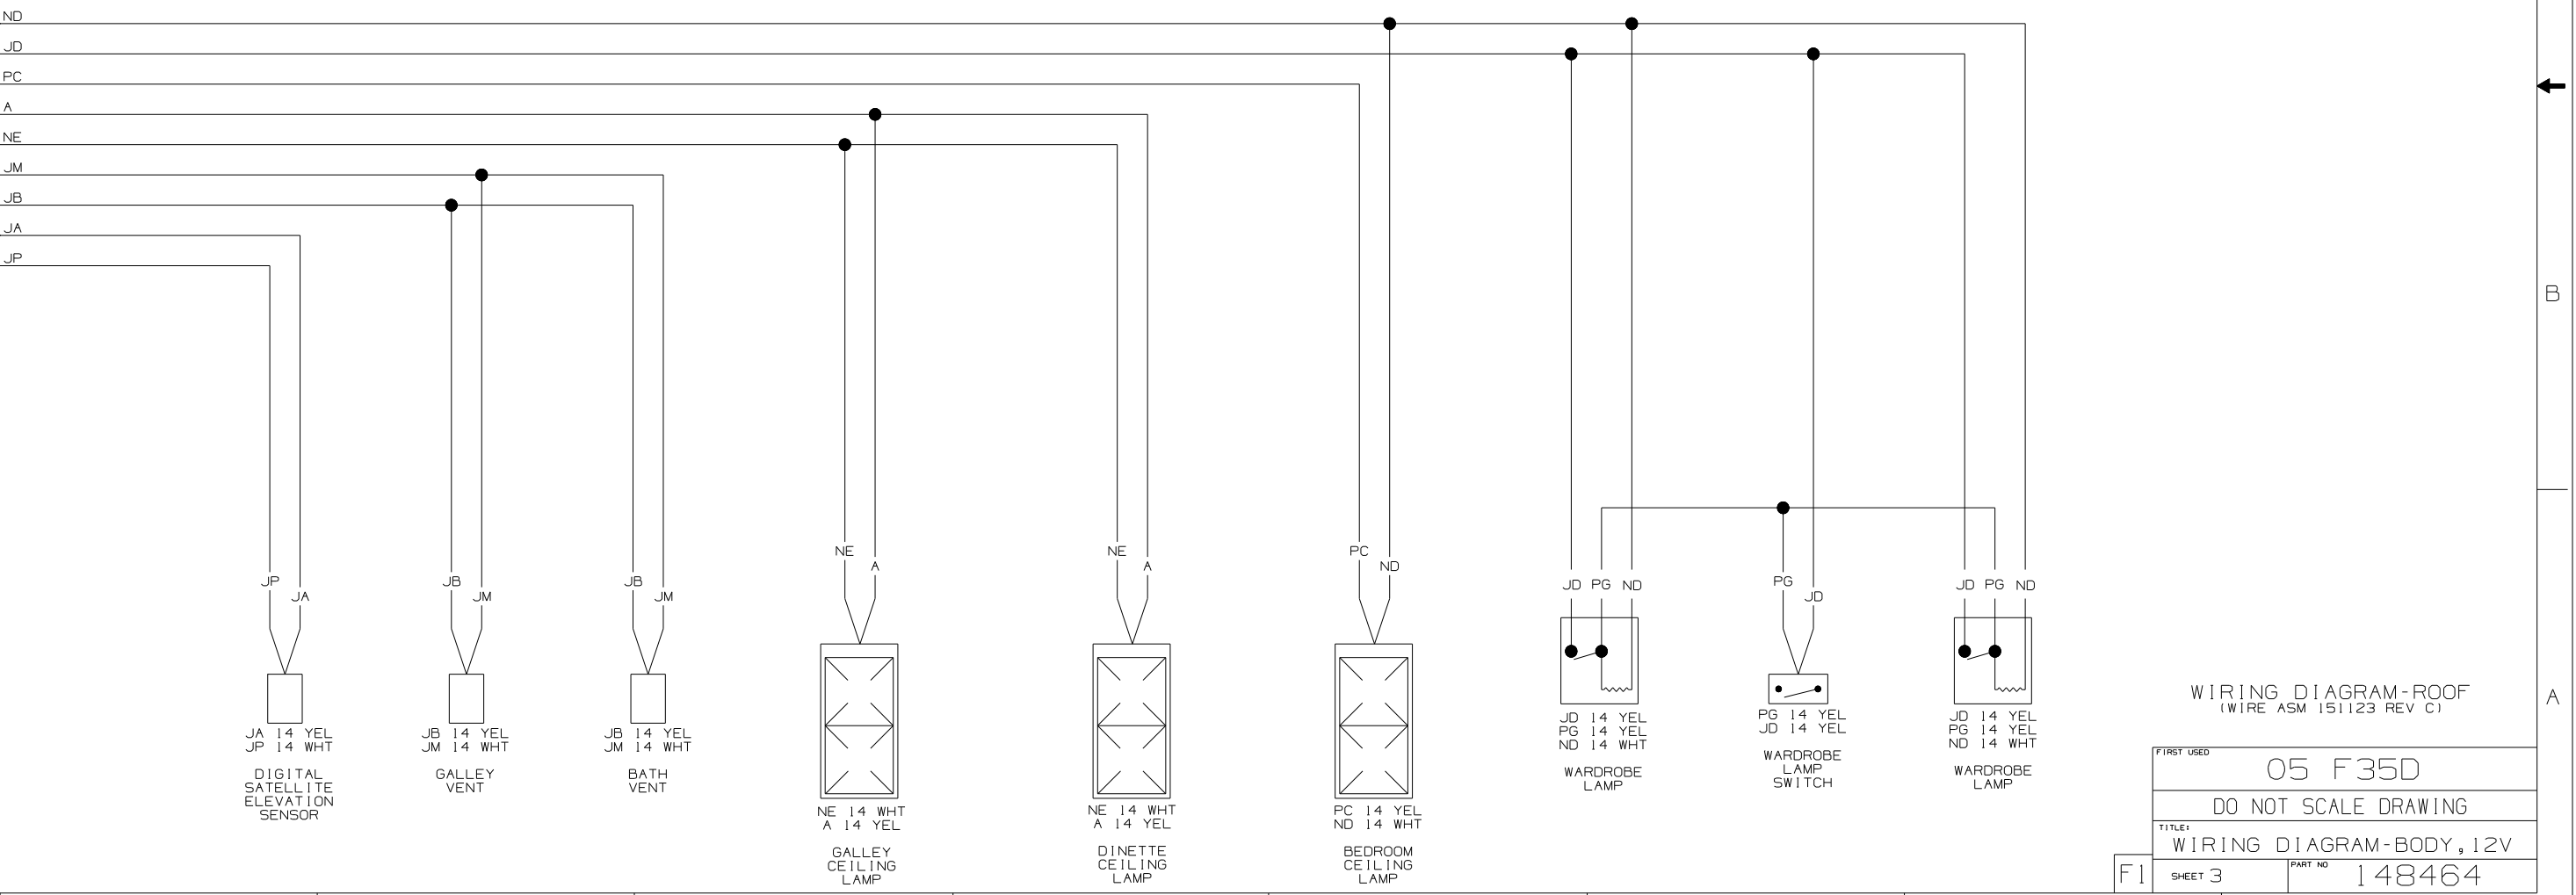 ND
JD
PC
A
NE
JM
JB
JA
JP
B
JP
JA
JB
JM
JB
JM
NE
A
NE
A
PC
ND
JD PG ND
PG
JD
JD PG ND
JA 14 YEL
JP 14 WHT
DIGITAL
SATELLITE
ELEVATION
SENSOR
JB 14 YEL
JM 14 WHT
GALLEY
VENT
JB 14 YEL
JM 14 WHT
BATH
VENT
NE 14 WHT
A 14 YEL
GALLEY
CEILING
LAMP
NE 14 WHT
A 14 YEL
DINETTE
CEILING
LAMP
PC 14 YEL
ND 14 WHT
BEDROOM
CEILING
LAMP
JD 14 YEL
PG 14 YEL
ND 14 WHT
WARDROBE
LAMP
PG 14 YEL
JD 14 YEL
WARDROBE
LAMP
SWITCH
JD 14 YEL
PG 14 YEL
ND 14 WHT
WARDROBE
LAMP
WIRING DIAGRAM-ROOF
(WIRE ASM 151123 REV C)
A
FIRST USED
05 F35D
DO NOT SCALE DRAWING
TITLE:
WIRING DIAGRAM-BODY,12V
F1
SHEET 3
PART NO
148464